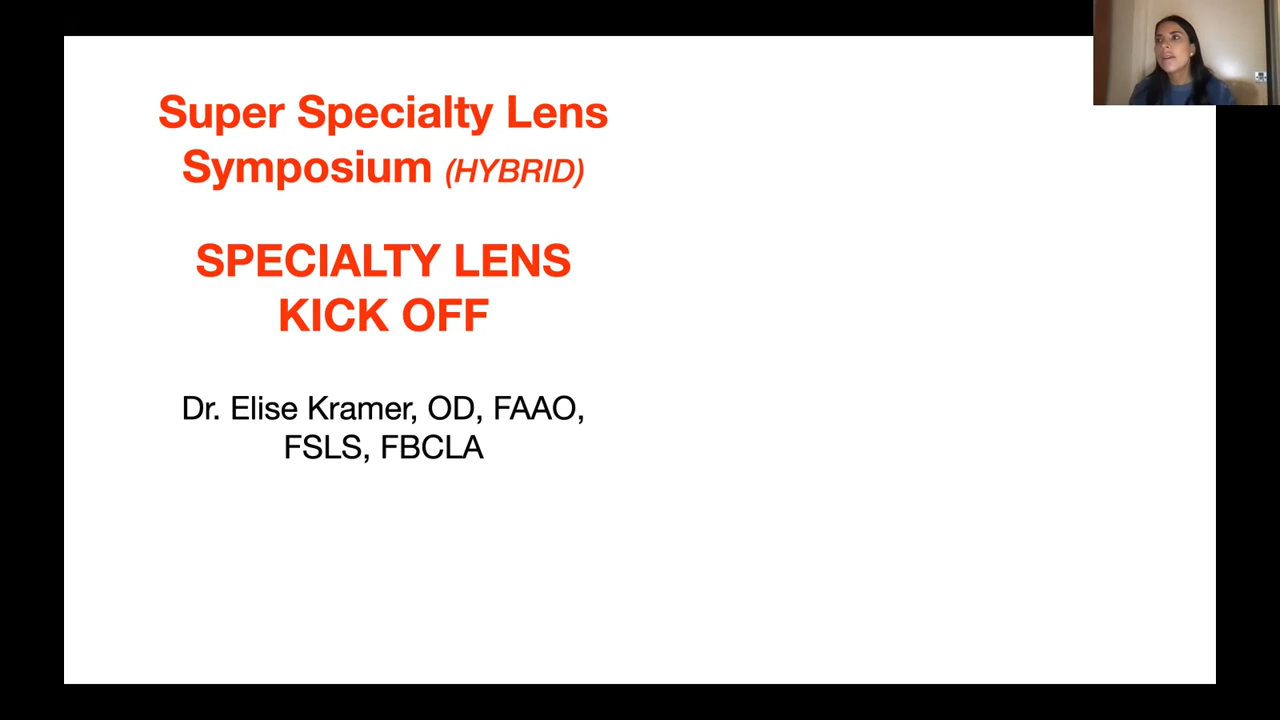 Super Specialty Lens
Symposium (HYBRID)
SPECIALTY LENS
KICK OFF
Dr. Elise Kramer, OD, FAAO,
FSLS, FBCLA